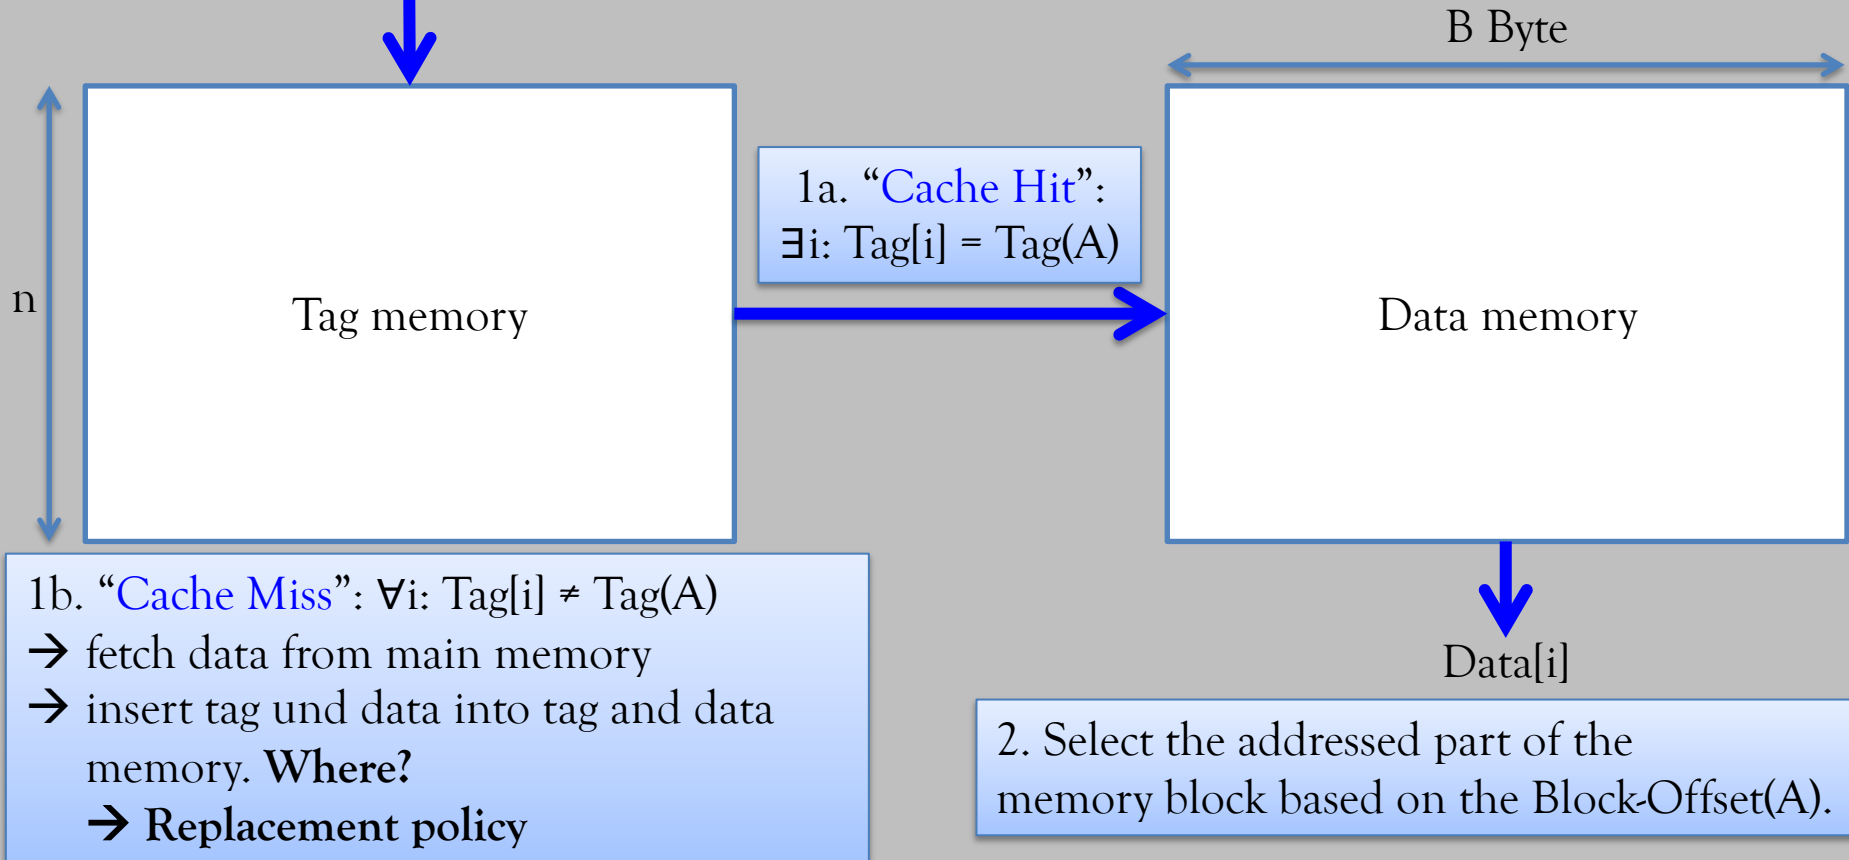 B Byte
n
Tag memory
1a. “Cache Hit”:
∃i: Tag[i] = Tag(A)
Data memory
1b. “Cache Miss”: ∀i: Tag[i] ≠ Tag(A)
→ fetch data from main memory
→ insert tag und data into tag and data
memory. Where?
→ Replacement policy
Data[i]
2. Select the addressed part of the
memory block based on the Block-Offset(A).